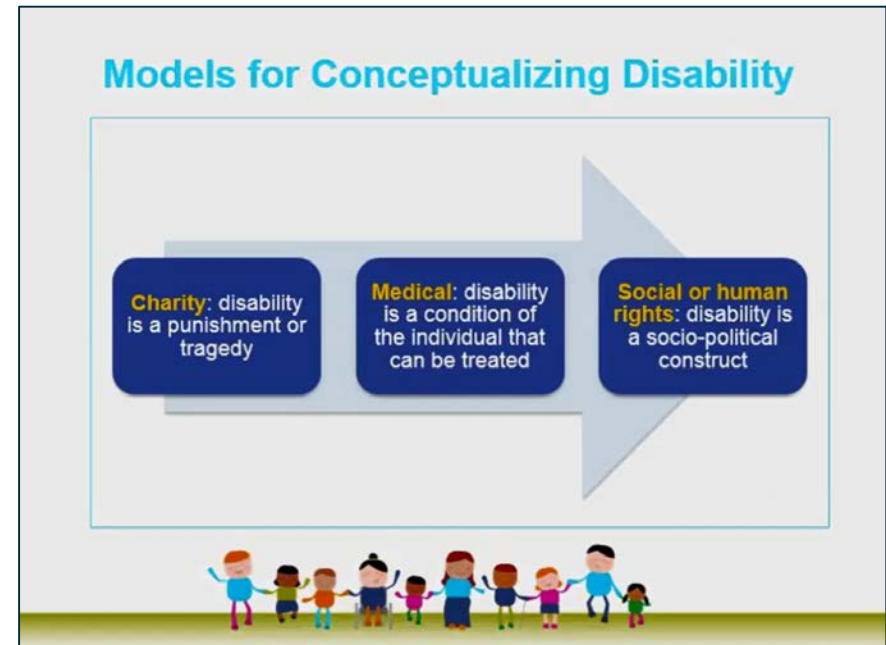 Models for Conceptualizing Disability
Charity: disability
is a punishment or
tragedy
Medical: disability
is a condition of
the individual that
can be treated
Social or human
rights: disability is
a socio-political
construct